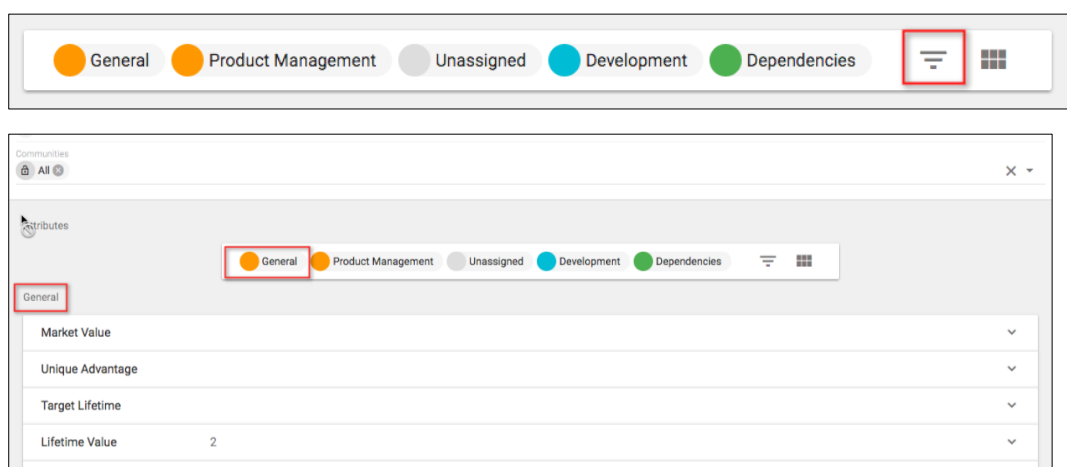 General Product Management Unassigned Development Dependencies
Communities
All
ttributes
General Product Management Unassigned Development Dependencies
General
Market Value
Unique Advantage
Target Lifetime
Lifetime Value 2